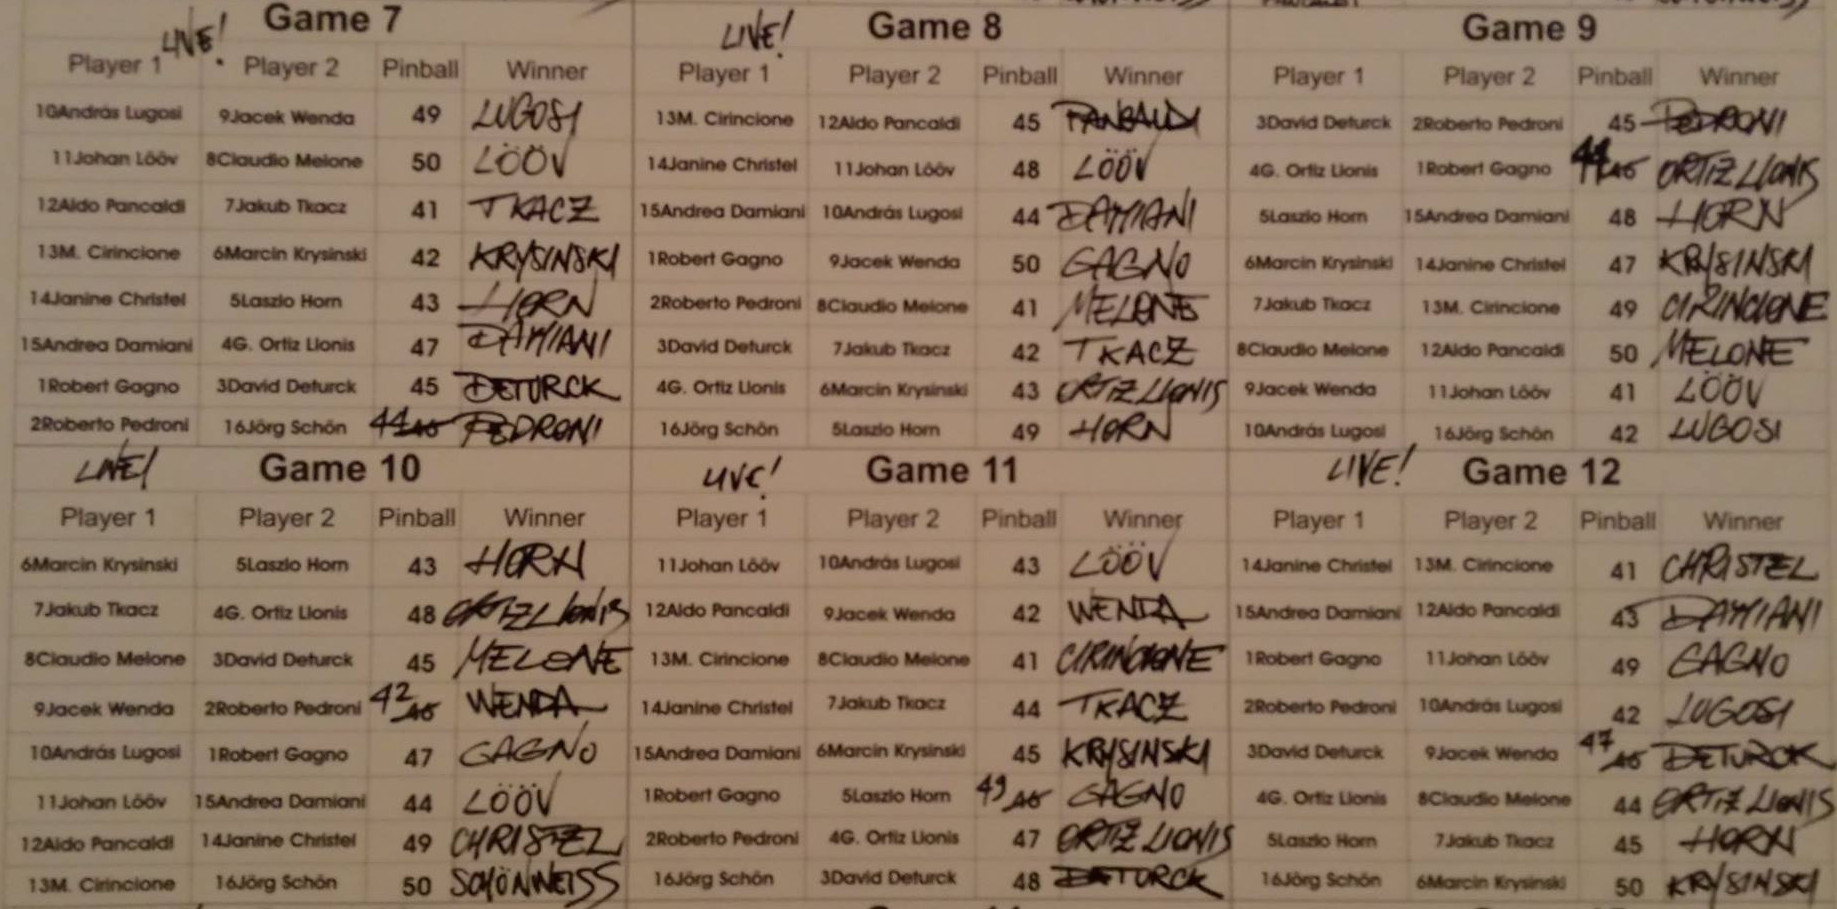 LIVE! Game 7 LIVE! Game 8 Game 9
Player 1 Player 2 Pinball Winner Player 1 Player 2 Pinball Winner Player 1 Player 2 Pinball Winner
10András Lugosi 9Jacek Wenda 49 LUGOSI 13M. Cirincione 12Aldo Pancaldi 45 PANCALDI 3David Deturck 2Roberto Pedroni 45 PEDRONI
11Johan Lööv 8Claudio Melone 50 LÖÖV 14Janine Christel 11Johan Lööv 48 LÖÖV 4G. Ortiz Llonis 1Robert Gagno 44 46 ORTIZ LLONIS
12Aldo Pancaldi 7Jakub Tkacz 41 TKACZ 15Andrea Damiani 10András Lugosi 44 DAMIANI 5Laszlo Horn 15Andrea Damiani 48 HORN
13M. Cirincione 6Marcin Krysinski 42 KRYSINSKI 1Robert Gagno 9Jacek Wenda 50 GAGNO 6Marcin Krysinski 14Janine Christel 47 KRYSINSKI
14Janine Christel 5Laszlo Horn 43 HORN 2Roberto Pedroni 8Claudio Melone 41 MELONE 7Jakub Tkacz 13M. Cirincione 49 CIRINCIONE
15Andrea Damiani 4G. Ortiz Llonis 47 DAMIANI 3David Deturck 7Jakub Tkacz 42 TKACZ 8Claudio Melone 12Aldo Pancaldi 50 MELONE
1Robert Gagno 3David Deturck 45 DETURCK 4G. Ortiz Llonis 6Marcin Krysinski 43 ORTIZ LLONIS 9Jacek Wenda 11Johan Lööv 41 LÖÖV
2Roberto Pedroni 16Jörg Schön 44 46 PEDRONI 16Jörg Schön 5Laszlo Horn 49 HORN 10András Lugosi 16Jörg Schön 42 LUGOSI
LIVE! Game 10 LIVE! Game 11 LIVE! Game 12
Player 1 Player 2 Pinball Winner Player 1 Player 2 Pinball Winner Player 1 Player 2 Pinball Winner
6Marcin Krysinski 5Laszlo Horn 43 HORN 11Johan Lööv 10András Lugosi 43 LÖÖV 14Janine Christel 13M. Cirincione 41 CHRISTEL
7Jakub Tkacz 4G. Ortiz Llonis 48 ORTIZ LLONIS 12Aldo Pancaldi 9Jacek Wenda 42 WENDA 15Andrea Damiani 12Aldo Pancaldi 43 DAMIANI
8Claudio Melone 3David Deturck 45 MELONE 13M. Cirincione 8Claudio Melone 41 CIRINCIONE 1Robert Gagno 11Johan Lööv 49 GAGNO
9Jacek Wenda 2Roberto Pedroni 42 46 WENDA 14Janine Christel 7Jakub Tkacz 44 TKACZ 2Roberto Pedroni 10András Lugosi 42 LUGOSI
10András Lugosi 1Robert Gagno 47 GAGNO 15Andrea Damiani 6Marcin Krysinski 45 KRYSINSKI 3David Deturck 9Jacek Wenda 47 46 DETURCK
11Johan Lööv 15Andrea Damiani 44 LÖÖV 1Robert Gagno 5Laszlo Horn 49 46 GAGNO 4G. Ortiz Llonis 8Claudio Melone 44 ORTIZ LLONIS
12Aldo Pancaldi 14Janine Christel 49 CHRISTEL 2Roberto Pedroni 4G. Ortiz Llonis 47 ORTIZ LLONIS 5Laszlo Horn 7Jakub Tkacz 45 HORN
13M. Cirincione 16Jörg Schön 50 SCHÖNWEISS 16Jörg Schön 3David Deturck 48 DETURCK 16Jörg Schön 6Marcin Krysinski 50 KRYSINSKI